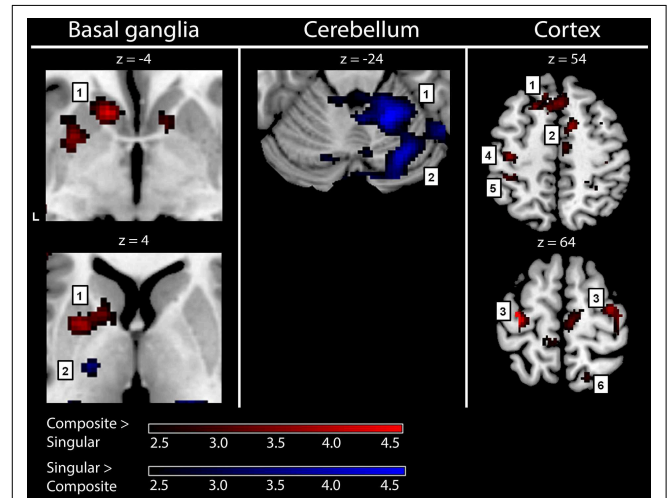 Basal ganglia
Cerebellum
Cortex
z = -4
1
L
z = 4
1
2
z = -24
1
2
z = 54
1
2
4
5
z = 64
3
3
6
Composite >
Singular
2.5 3.0 3.5 4.0 4.5
Singular >
Composite
2.5 3.0 3.5 4.0 4.5